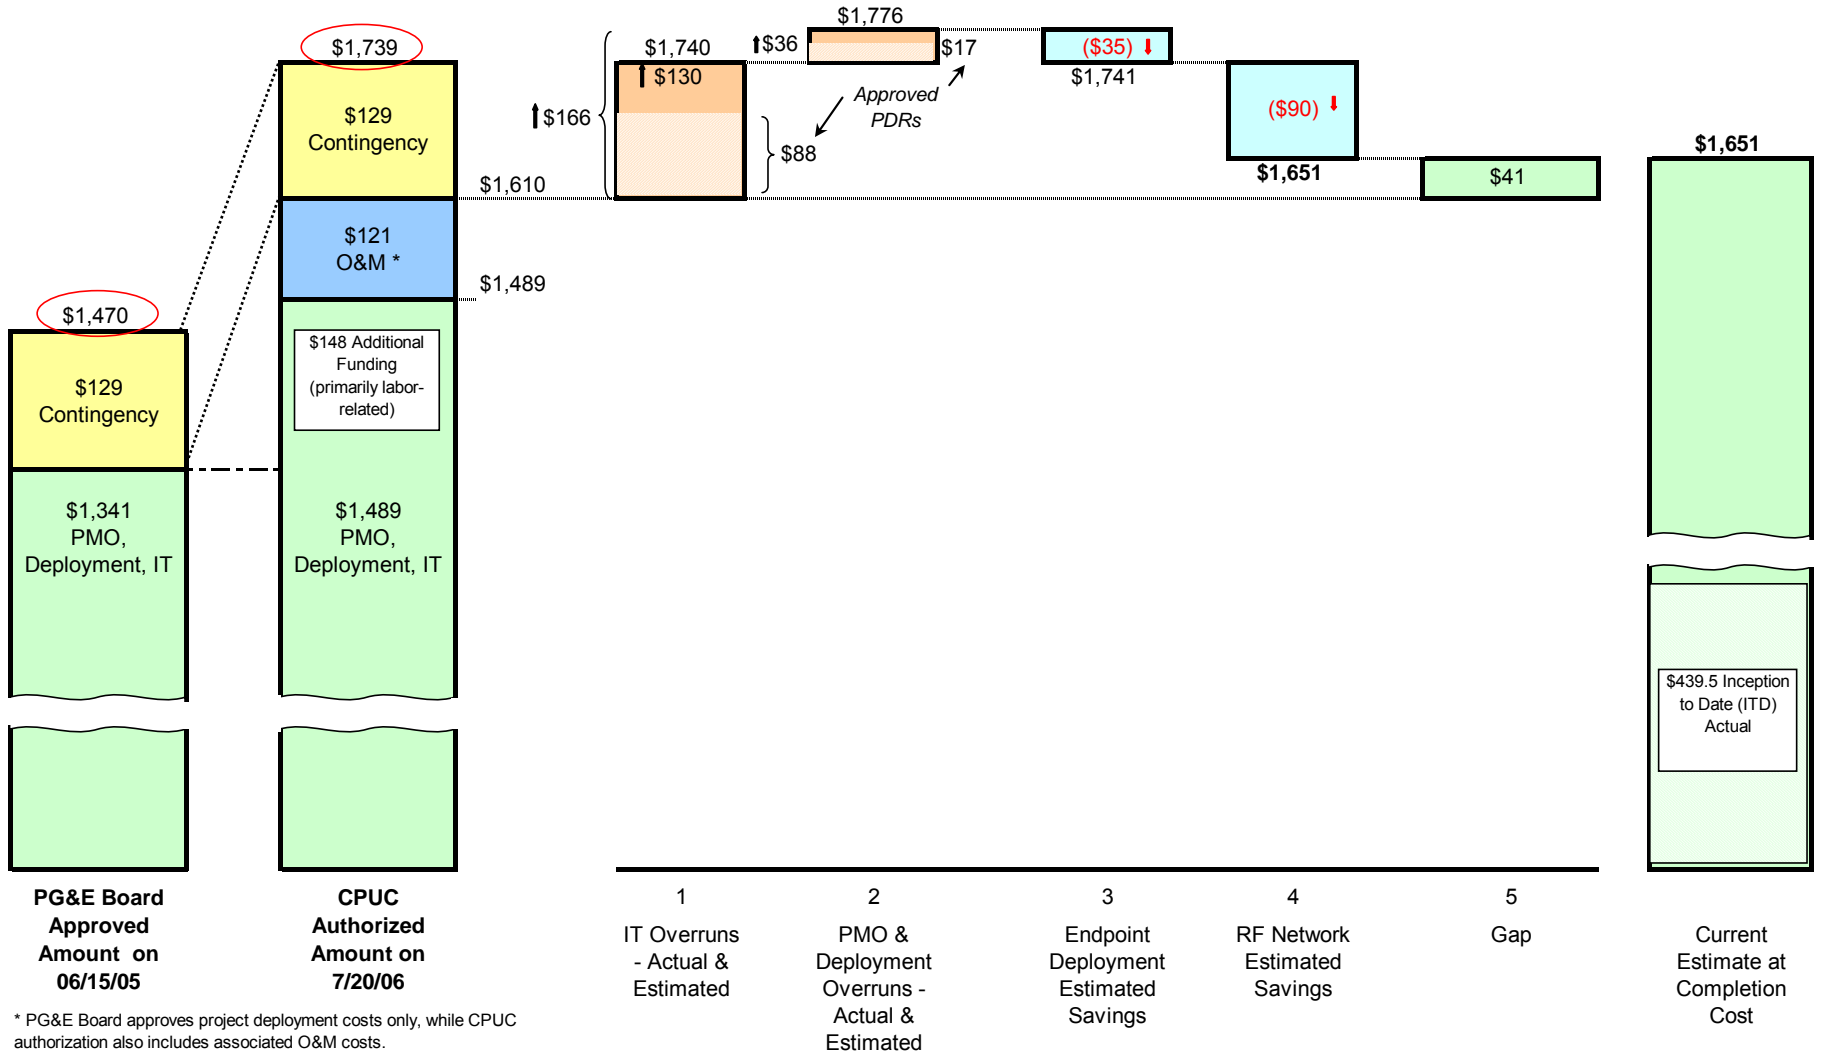 $1,470
$129
Contingency
$1,341
PMO,
Deployment, IT
PG&E Board
Approved
Amount on
06/15/05
$1,739
$129
Contingency
$1,610
$121
O&M *
$1,489
$148 Additional
Funding
(primarily labor-
related)
$1,489
PMO,
Deployment, IT
CPUC
Authorized
Amount on
7/20/06
$166
$1,740
$130
$88
1
IT Overruns
- Actual &
Estimated
$1,776
$36
$17
Approved
PDRs
2
PMO &
Deployment
Overruns -
Actual &
Estimated
($35)
$1,741
3
Endpoint
Deployment
Estimated
Savings
($90)
$1,651
4
RF Network
Estimated
Savings
$41
5
Gap
$1,651
$439.5 Inception
to Date (ITD)
Actual
Current
Estimate at
Completion
Cost
* PG&E Board approves project deployment costs only, while CPUC
authorization also includes associated O&M costs.